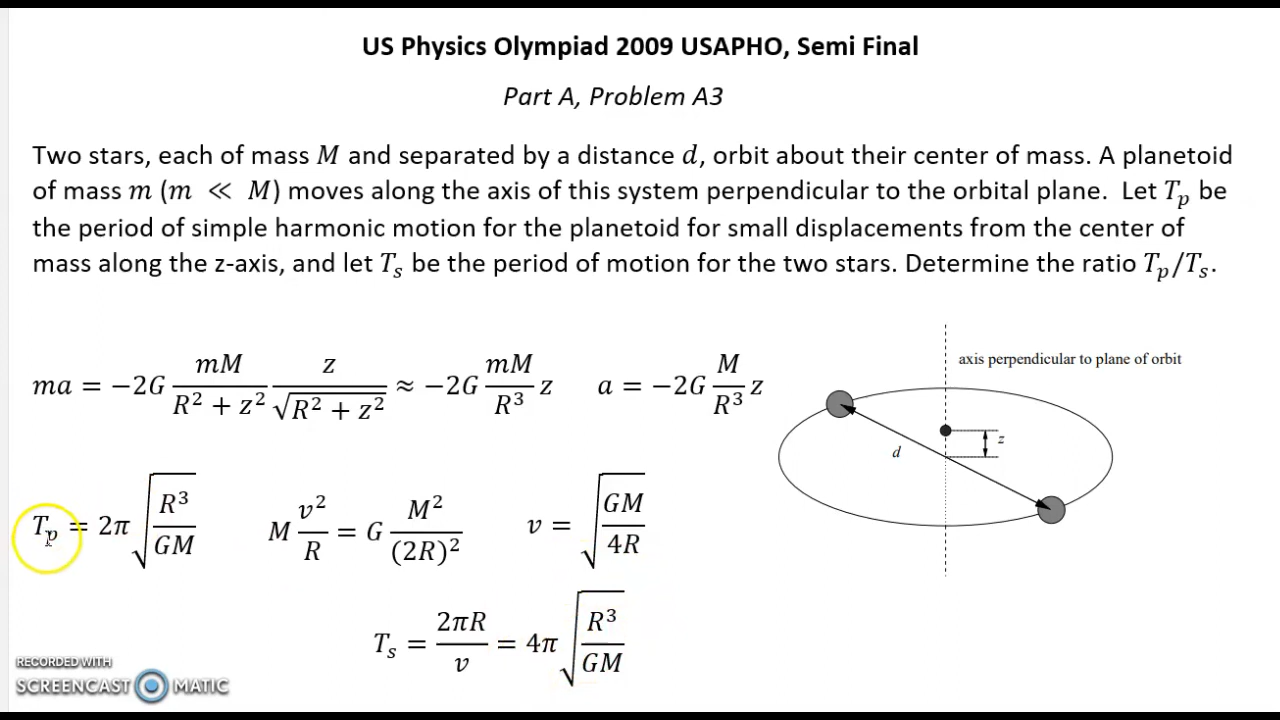 US Physics Olympiad 2009 USAPHO, Semi Final
Part A, Problem A3
Two stars, each of mass M and separated by a distance d, orbit about their center of mass. A planetoid
of mass m (m ≪ M) moves along the axis of this system perpendicular to the orbital plane. Let T_p be
the period of simple harmonic motion for the planetoid for small displacements from the center of
mass along the z-axis, and let T_s be the period of motion for the two stars. Determine the ratio T_p/T_s.
ma = −2G mM/(R² + z²) z/√(R² + z²) ≈ −2G mM/R³ z
a = −2G M/R³ z
axis perpendicular to plane of orbit
z
d
T_p = 2π √(R³/GM)
M v²/R = G M²/(2R)²
v = √(GM/4R)
T_s = 2πR/v = 4π √(R³/GM)
RECORDED WITH
SCREENCAST MATIC